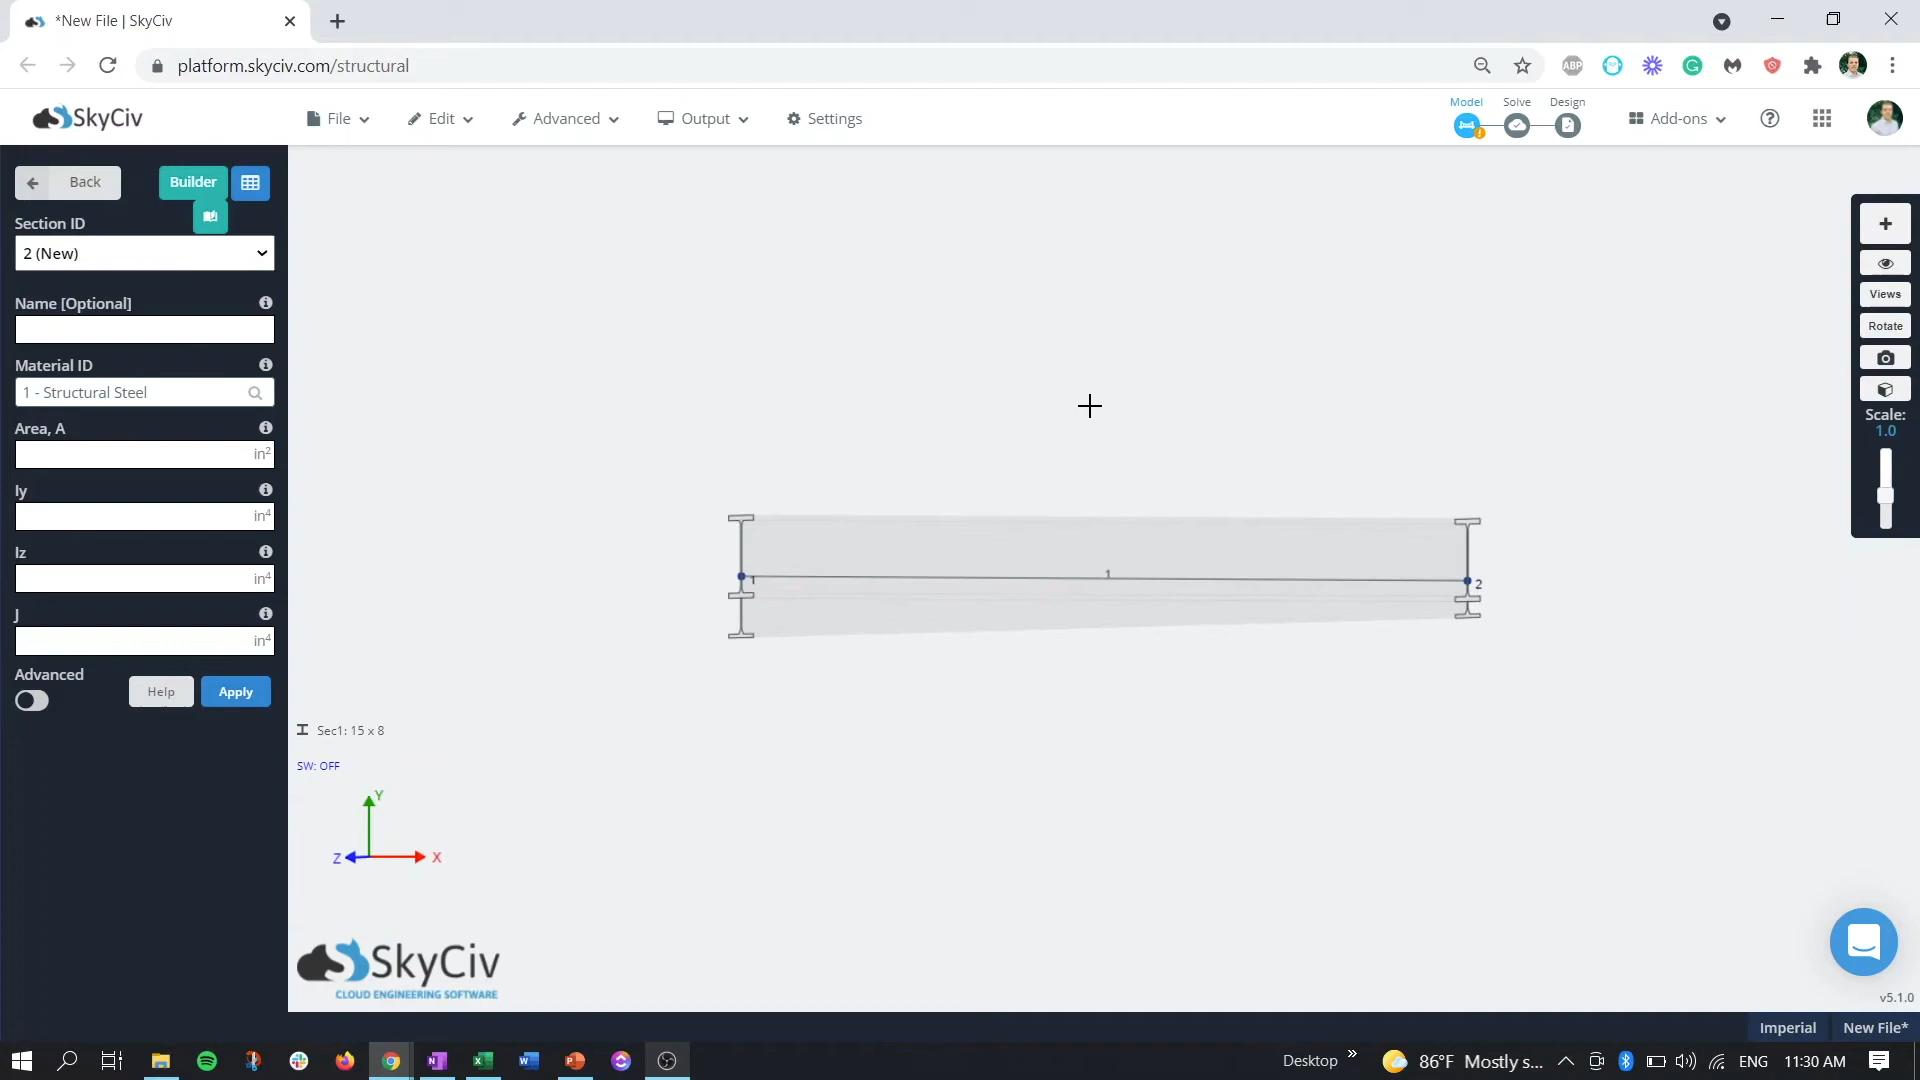 *New File | SkyCiv
platform.skyciv.com/structural
ABP
SkyCiv
File
Edit
Advanced
Output
Settings
Model
Solve
Design
Add-ons
Back
Builder
Section ID
2 (New)
Name [Optional]
Material ID
1 - Structural Steel
Area, A
in²
Iy
in⁴
Iz
in⁴
J
in⁴
Advanced
Help
Apply
Views
Rotate
Scale:
1.0
1
1
2
Sec1: 15 x 8
SW: OFF
Y
Z
X
SkyCiv
CLOUD ENGINEERING SOFTWARE
v5.1.0
Imperial
New File*
Desktop
86°F Mostly s...
ENG
11:30 AM